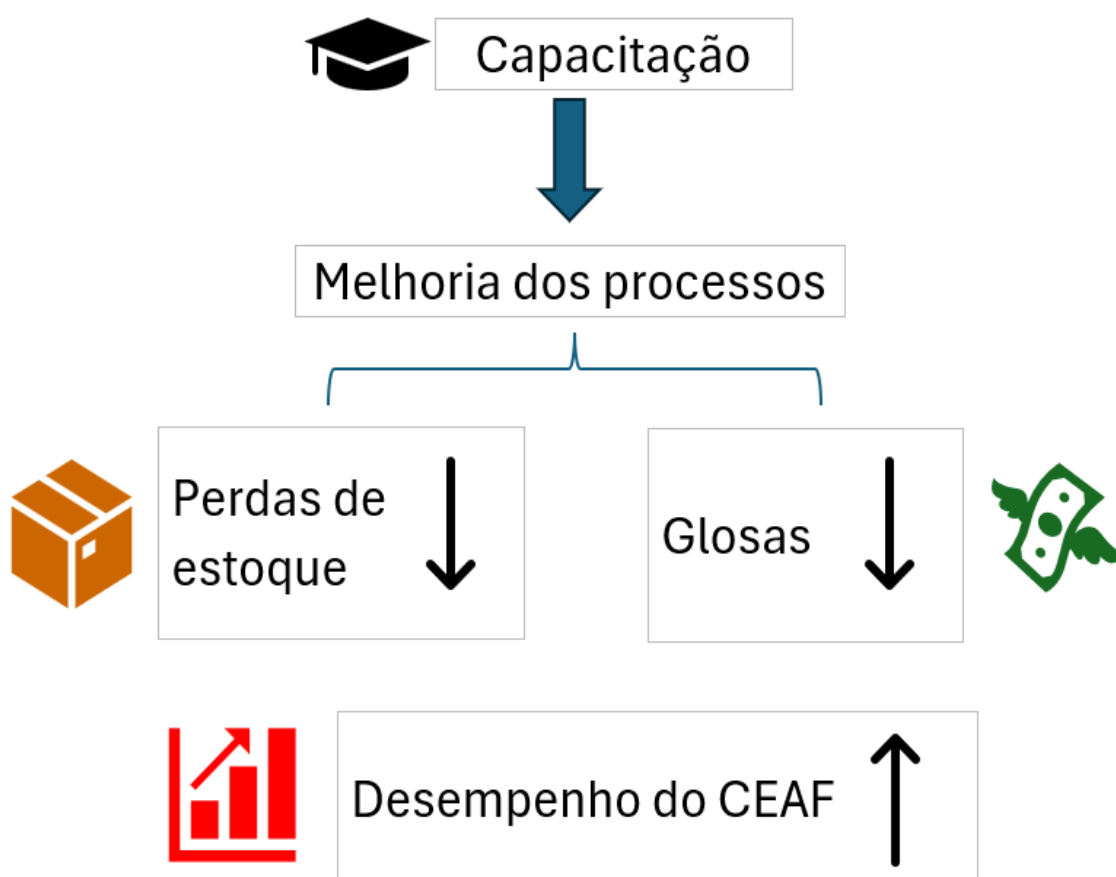 Capacitação
Melhoria dos processos
Perdas de
estoque
Glosas
Desempenho do CEAF